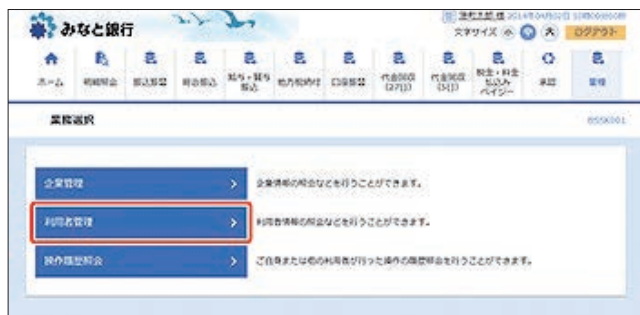 みなと銀行
文字サイズ 小 中 大 ログアウト
ホーム 明細照会 振込振替 総合振込 給与・賞与振込 地方税納付 口座振替 代金回収 代金回収 税金・料金払込みペイジー 承認 管理
業務選択 BSSK001
企業管理 企業情報の照会などを行うことができます。
利用者管理 利用者情報の照会などを行うことができます。
操作履歴照会 ご自身または他の利用者が行った操作の履歴照会を行うことができます。